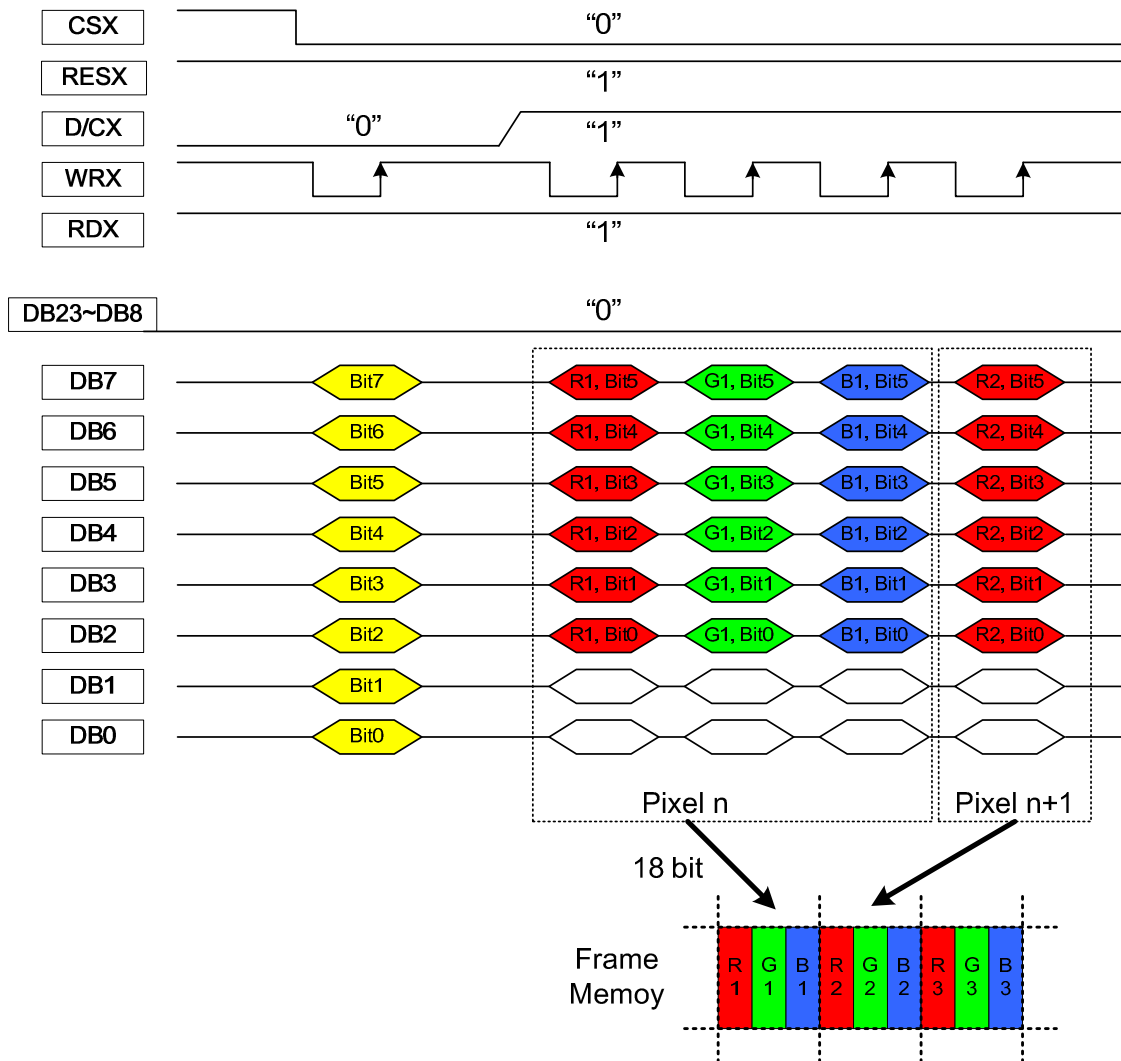 CSX “0”
RESX “1”
D/CX “0” “1”
WRX
RDX “1”
DB23~DB8 “0”
DB7 Bit7 R1, Bit5 G1, Bit5 B1, Bit5 R2, Bit5
DB6 Bit6 R1, Bit4 G1, Bit4 B1, Bit4 R2, Bit4
DB5 Bit5 R1, Bit3 G1, Bit3 B1, Bit3 R2, Bit3
DB4 Bit4 R1, Bit2 G1, Bit2 B1, Bit2 R2, Bit2
DB3 Bit3 R1, Bit1 G1, Bit1 B1, Bit1 R2, Bit1
DB2 Bit2 R1, Bit0 G1, Bit0 B1, Bit0 R2, Bit0
DB1 Bit1
DB0 Bit0
Pixel n Pixel n+1
18 bit
Frame
Memoy
R G B R G B R G B
1 1 1 2 2 2 3 3 3